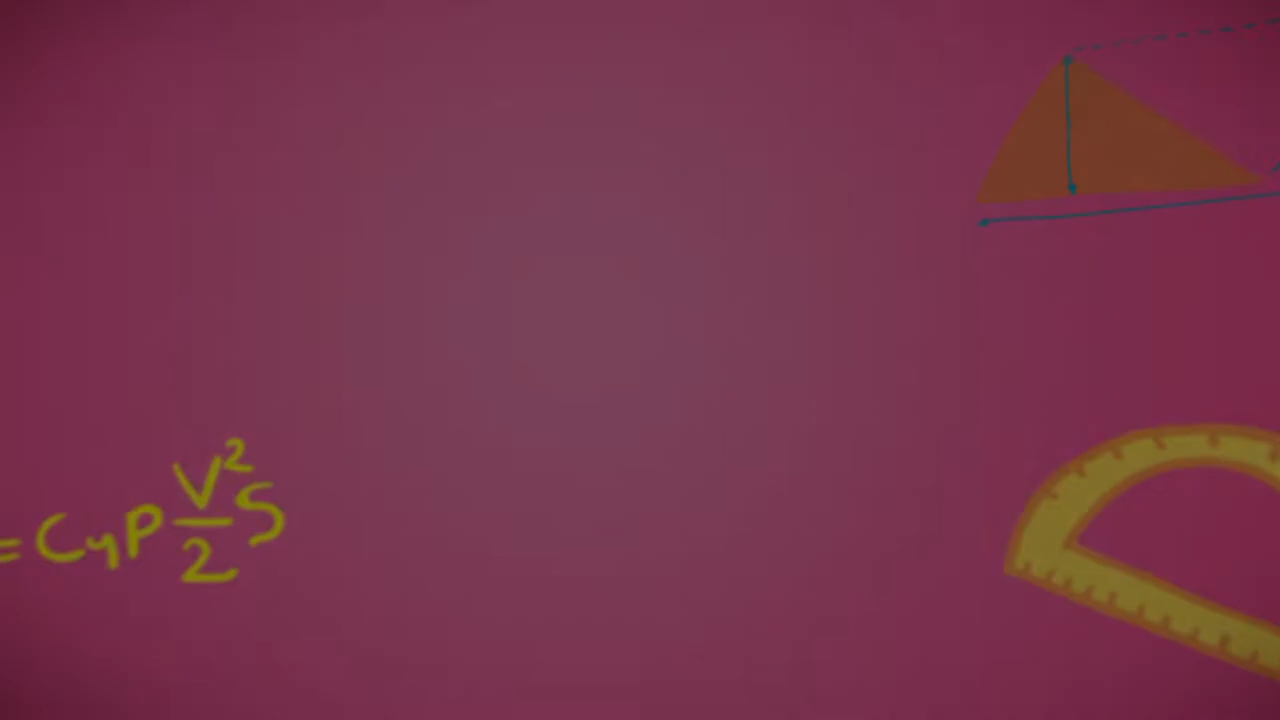 = CyP V²/2 S